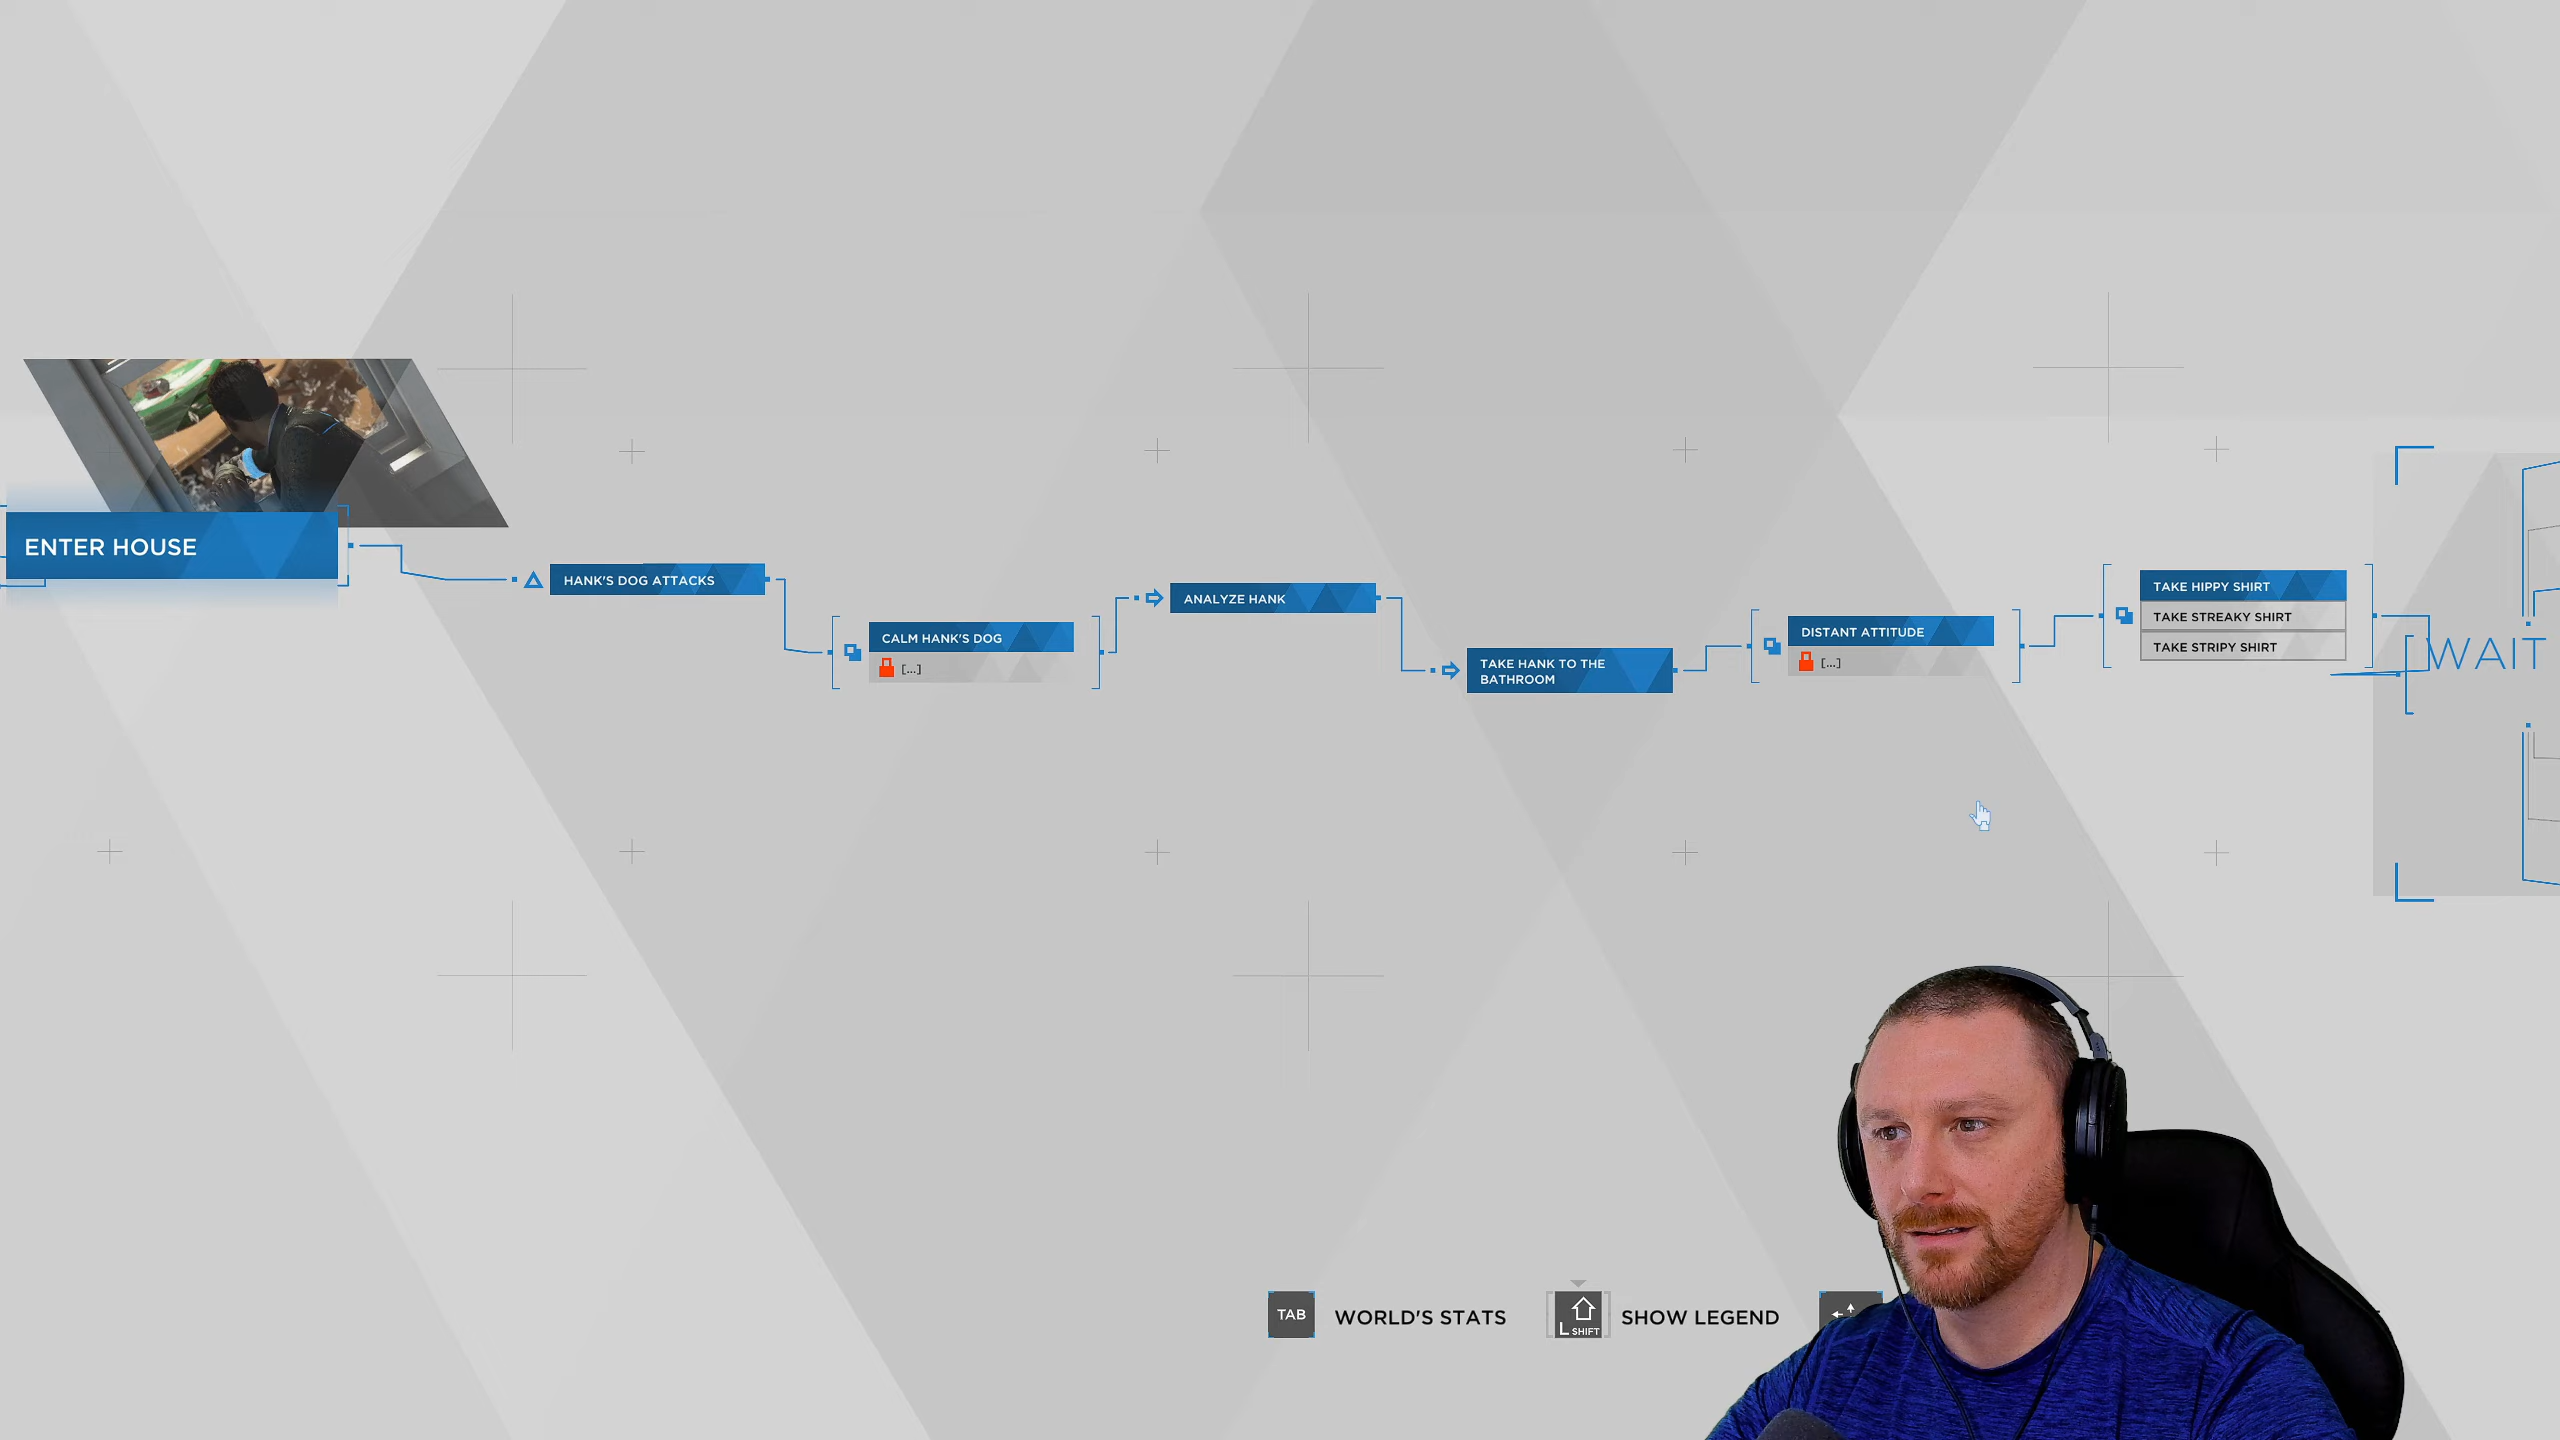 ENTER HOUSE
HANK'S DOG ATTACKS
CALM HANK'S DOG
[...]
ANALYZE HANK
TAKE HANK TO THE
BATHROOM
DISTANT ATTITUDE
[...]
TAKE HIPPY SHIRT
TAKE STREAKY SHIRT
TAKE STRIPY SHIRT
WAIT
TAB WORLD'S STATS
L SHIFT SHOW LEGEND